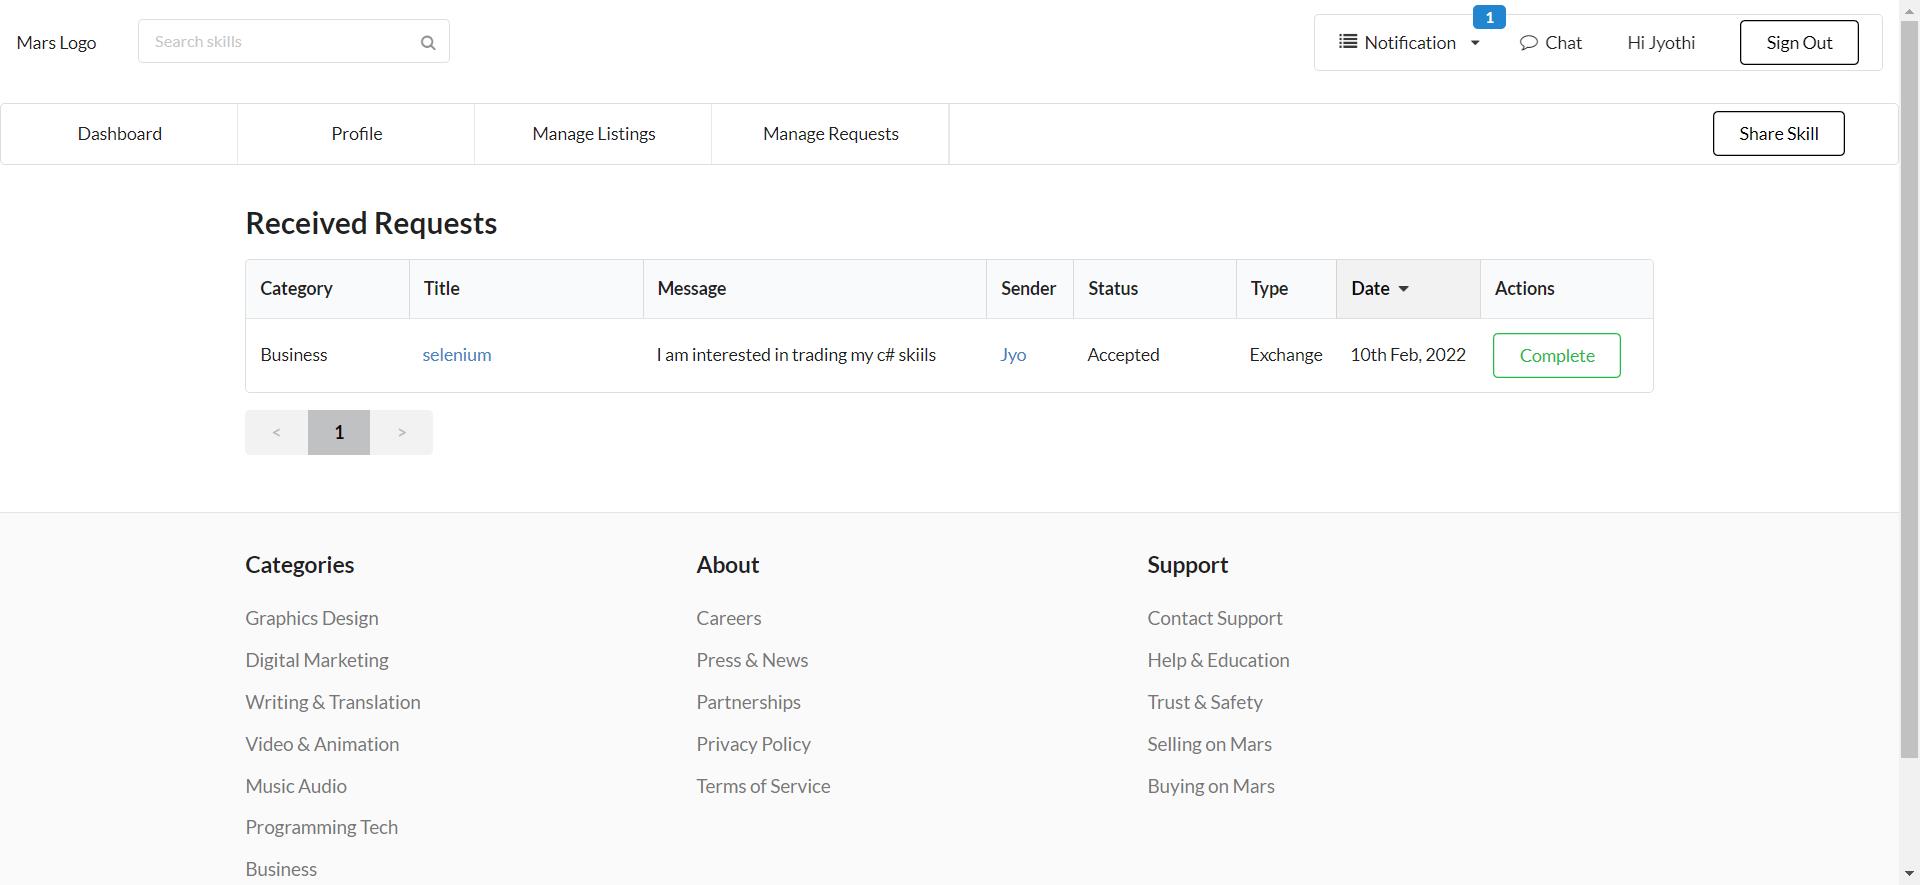 Mars Logo Search skills Notification 1 Chat Hi Jyothi Sign Out
Dashboard Profile Manage Listings Manage Requests Share Skill
Received Requests
Category Title Message Sender Status Type Date Actions
Business selenium I am interested in trading my c# skiils Jyo Accepted Exchange 10th Feb, 2022 Complete
< 1 >
Categories About Support
Graphics Design Careers Contact Support
Digital Marketing Press & News Help & Education
Writing & Translation Partnerships Trust & Safety
Video & Animation Privacy Policy Selling on Mars
Music Audio Terms of Service Buying on Mars
Programming Tech
Business